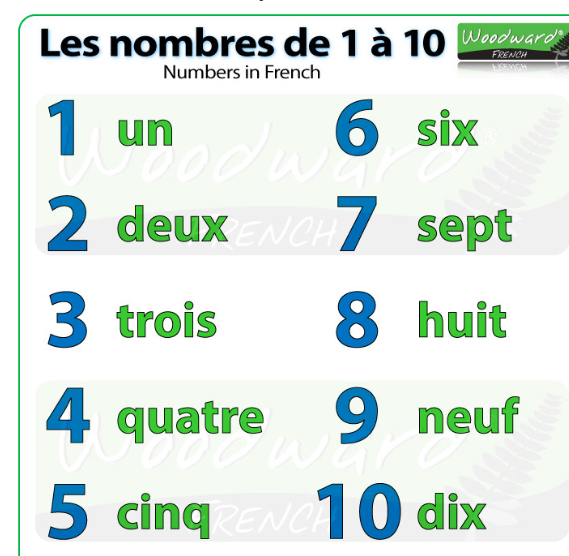 Les nombres de 1 à 10
Numbers in French
Woodward®
FRENCH
1 un
2 deux
3 trois
4 quatre
5 cinq
6 six
7 sept
8 huit
9 neuf
10 dix
Woodward®
FRENCH
Woodward
FRENCH